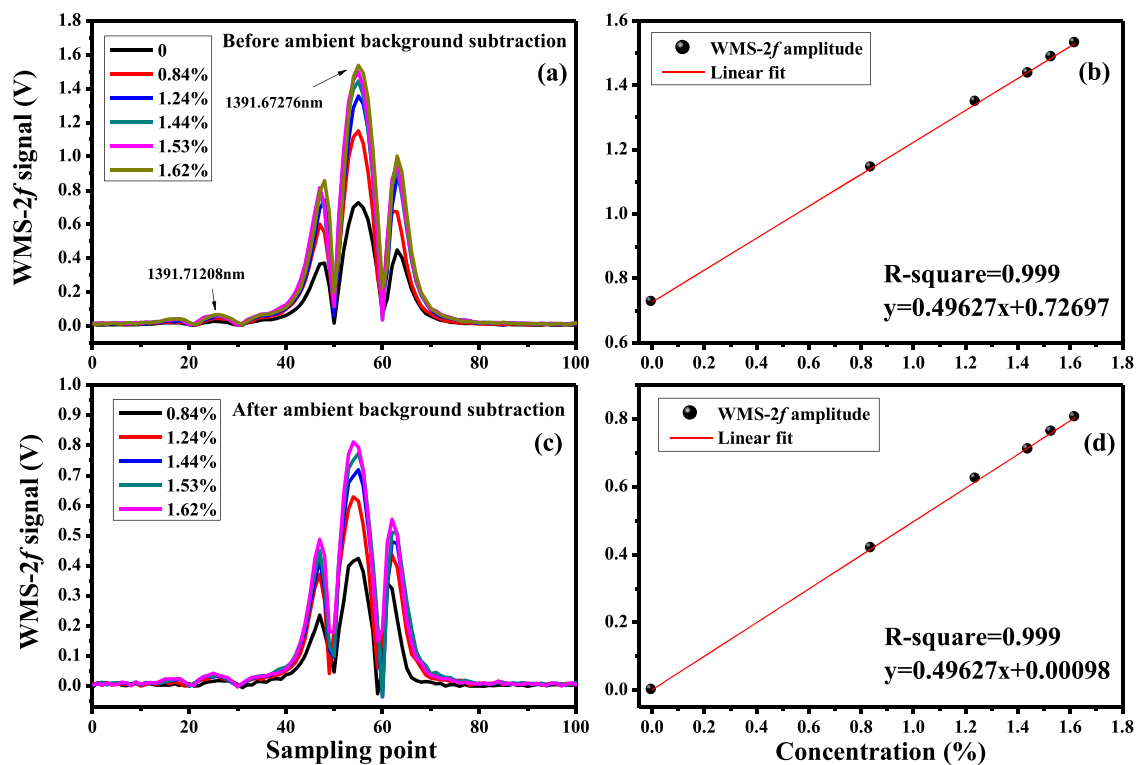 1.8
1.6
1.4
1.2
1.0
0.8
0.6
0.4
0.2
0.0
WMS-2f signal (V)
0
0.84%
1.24%
1.44%
1.53%
1.62%
Before ambient background subtraction
(a)
1391.67276nm
1391.71208nm
0 20 40 60 80 100
1.6
1.4
1.2
1.0
0.8
0.6
WMS-2f amplitude
Linear fit
(b)
R-square=0.999
y=0.49627x+0.72697
0.0 0.2 0.4 0.6 0.8 1.0 1.2 1.4 1.6 1.8
1.0
0.9
0.8
0.7
0.6
0.5
0.4
0.3
0.2
0.1
0.0
WMS-2f signal (V)
0.84%
1.24%
1.44%
1.53%
1.62%
After ambient background subtraction
(c)
0 20 40 60 80 100
Sampling point
0.8
0.6
0.4
0.2
0.0
WMS-2f amplitude
Linear fit
(d)
R-square=0.999
y=0.49627x+0.00098
0.0 0.2 0.4 0.6 0.8 1.0 1.2 1.4 1.6 1.8
Concentration (%)